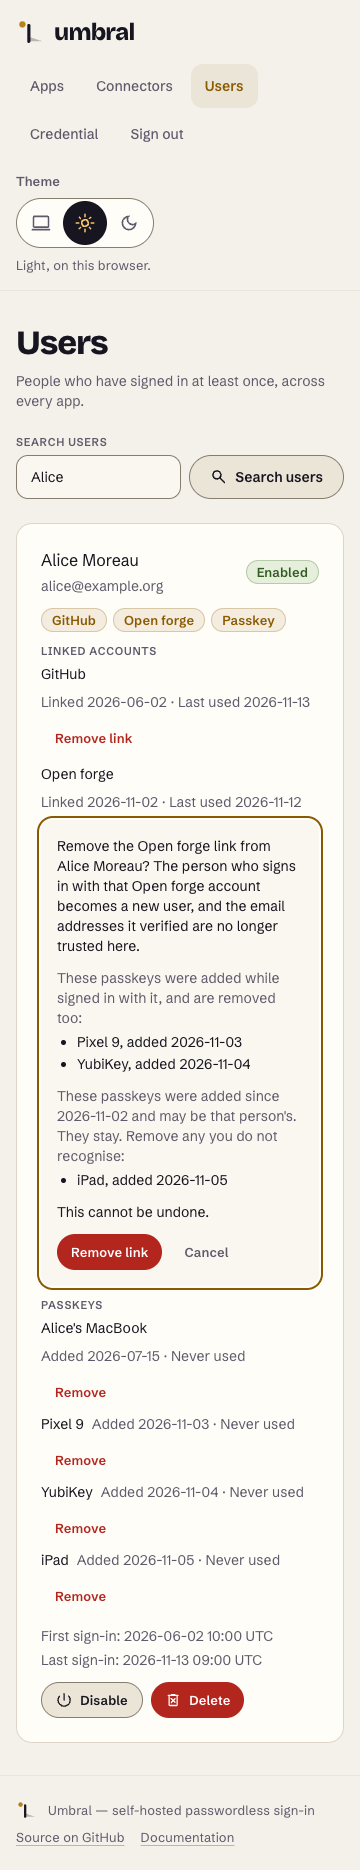 umbral
Apps
Connectors
Users
Credential
Sign out
Theme
Light, on this browser.
Users
People who have signed in at least once, across
every app.
SEARCH USERS
Alice
Search users
Alice Moreau
alice@example.org
Enabled
GitHub
Open forge
Passkey
LINKED ACCOUNTS
GitHub
Linked 2026-06-02 · Last used 2026-11-13
Remove link
Open forge
Linked 2026-11-02 · Last used 2026-11-12
Remove the Open forge link from
Alice Moreau? The person who signs
in with that Open forge account
becomes a new user, and the email
addresses it verified are no longer
trusted here.
These passkeys were added while
signed in with it, and are removed
too:
• Pixel 9, added 2026-11-03
• YubiKey, added 2026-11-04
These passkeys were added since
2026-11-02 and may be that person's.
They stay. Remove any you do not
recognise:
• iPad, added 2026-11-05
This cannot be undone.
Remove link
Cancel
PASSKEYS
Alice's MacBook
Added 2026-07-15 · Never used
Remove
Pixel 9 Added 2026-11-03 · Never used
Remove
YubiKey Added 2026-11-04 · Never used
Remove
iPad Added 2026-11-05 · Never used
Remove
First sign-in: 2026-06-02 10:00 UTC
Last sign-in: 2026-11-13 09:00 UTC
Disable
Delete
Umbral — self-hosted passwordless sign-in
Source on GitHub
Documentation